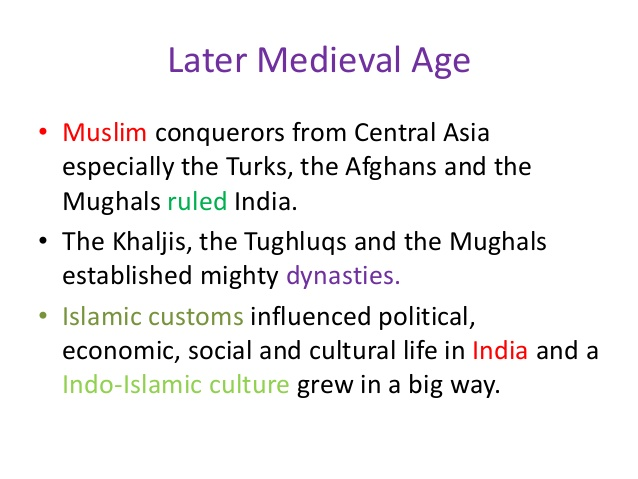 Later Medieval Age
• Muslim conquerors from Central Asia
especially the Turks, the Afghans and the
Mughals ruled India.
• The Khaljis, the Tughluqs and the Mughals
established mighty dynasties.
• Islamic customs influenced political,
economic, social and cultural life in India and a
Indo-Islamic culture grew in a big way.